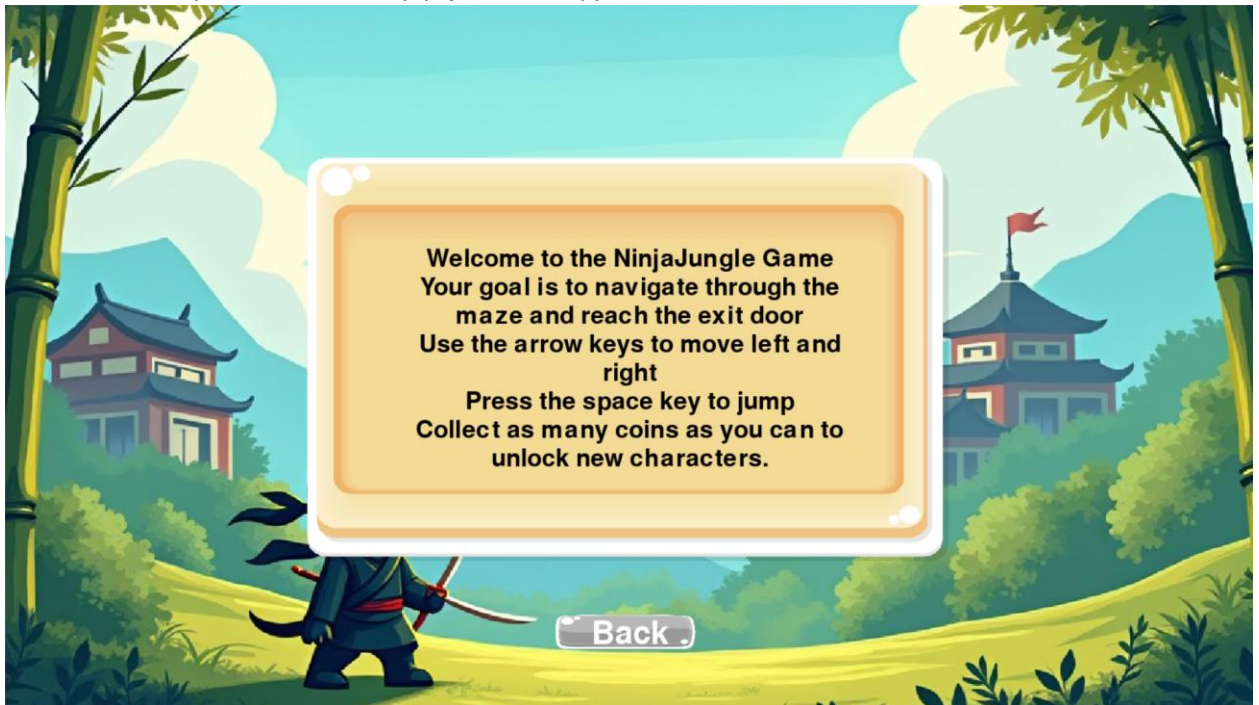 Welcome to the NinjaJungle Game
Your goal is to navigate through the
maze and reach the exit door
Use the arrow keys to move left and
right
Press the space key to jump
Collect as many coins as you can to
unlock new characters.
Back